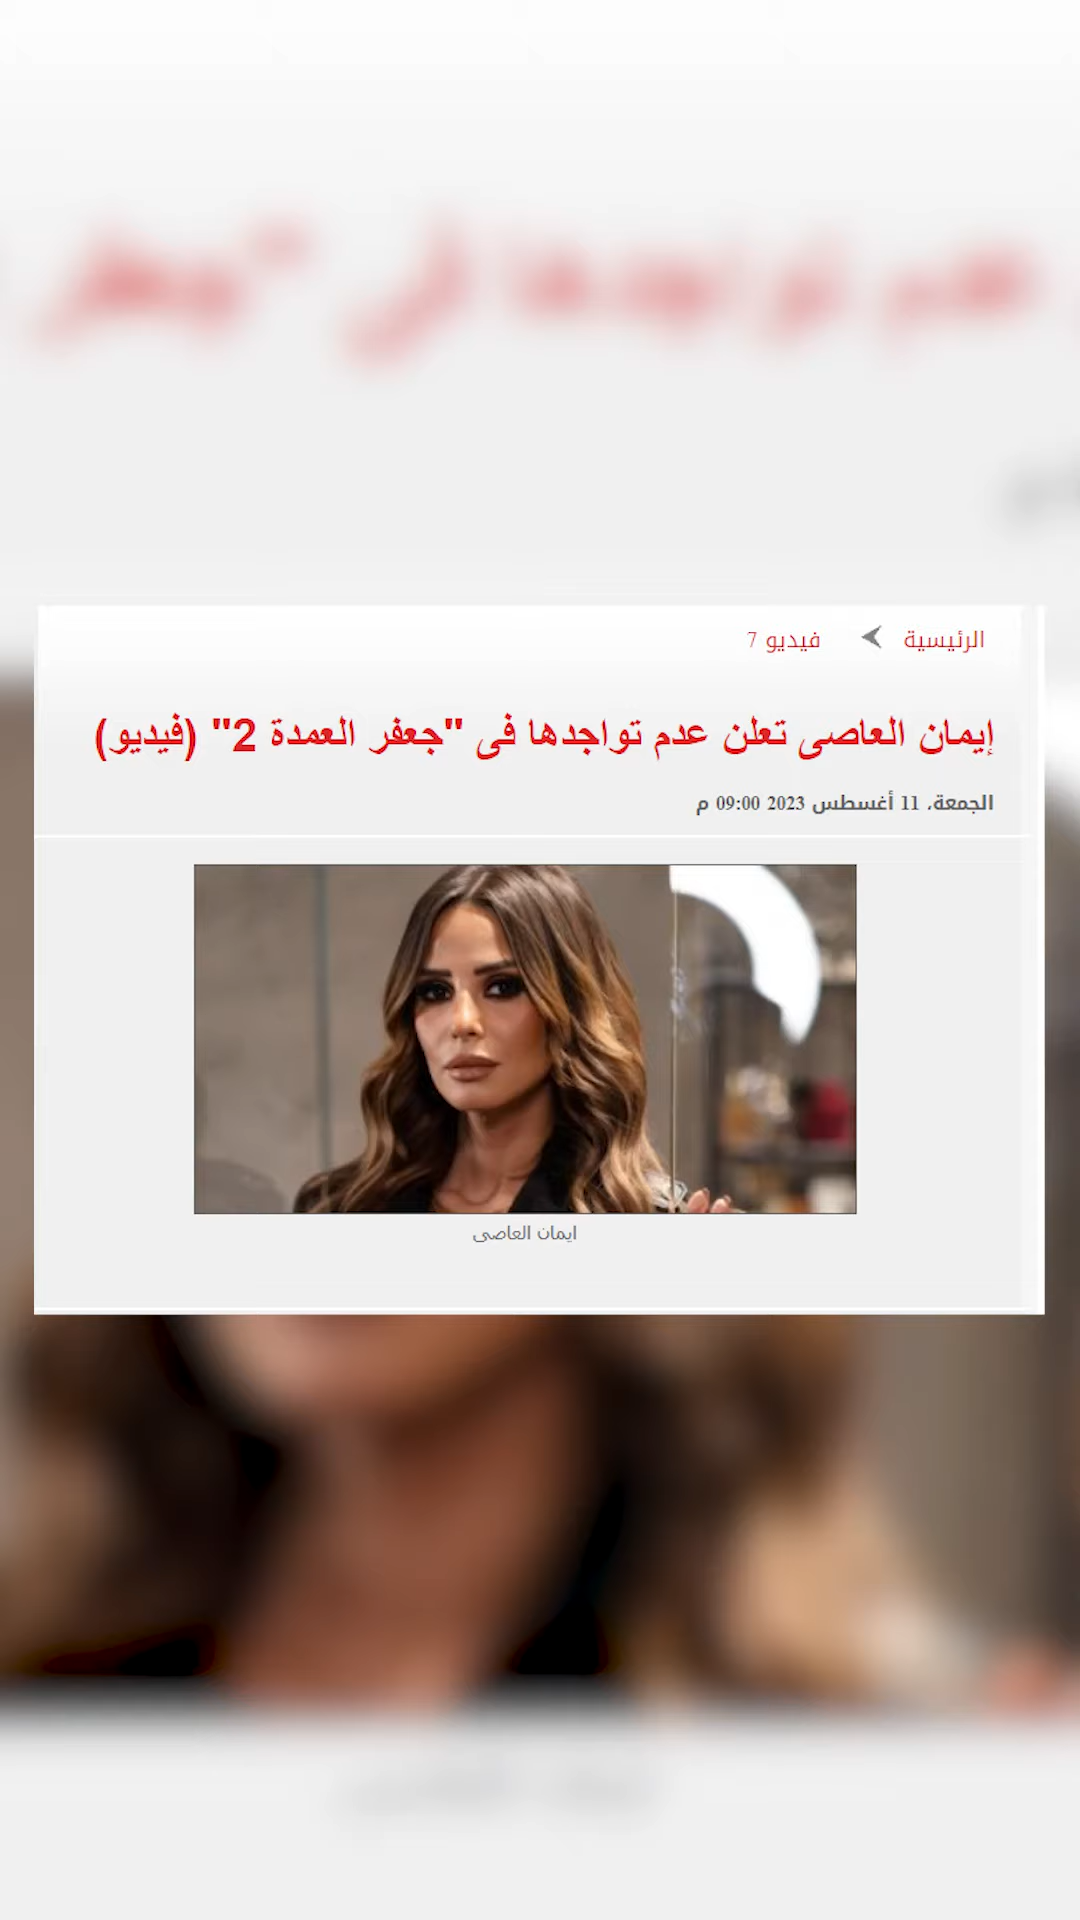 الرئيسية ➤ فيديو 7
إيمان العاصى تعلن عدم تواجدها فى "جعفر العمدة 2" (فيديو)
الجمعة، 11 أغسطس 2023 09:00 م
ايمان العاصى